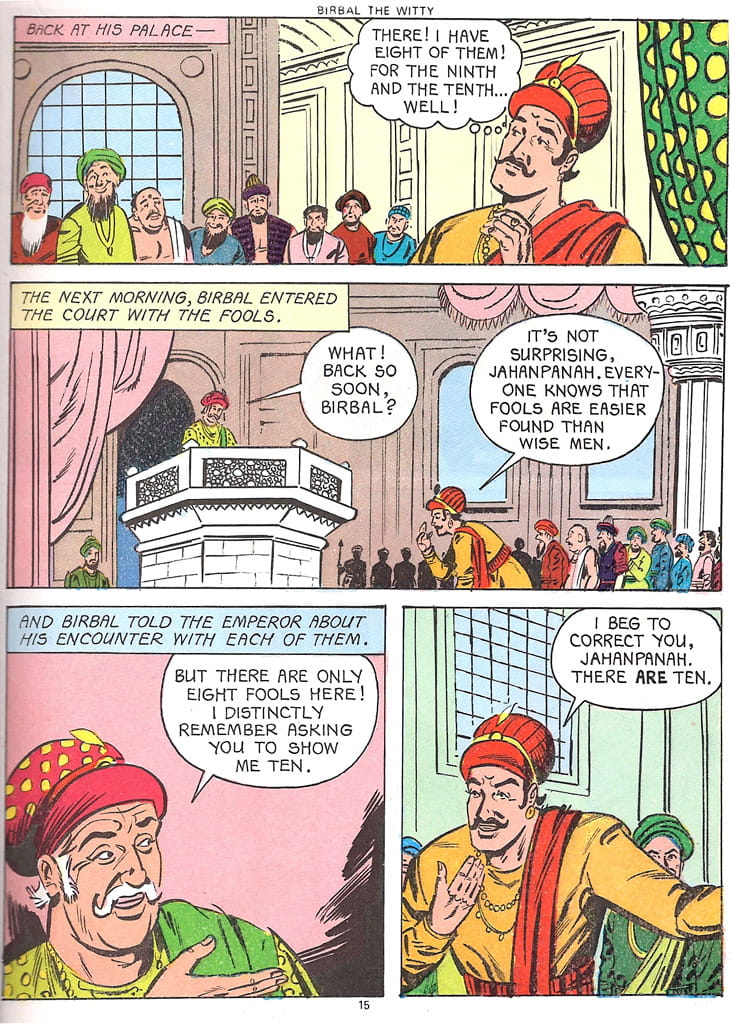 BIRBAL THE WITTY
BACK AT HIS PALACE—
THERE! I HAVE
EIGHT OF THEM!
FOR THE NINTH
AND THE TENTH...
WELL!
THE NEXT MORNING, BIRBAL ENTERED
THE COURT WITH THE FOOLS.
WHAT!
BACK SO
SOON,
BIRBAL?
IT'S NOT
SURPRISING,
JAHANPANAH. EVERY-
ONE KNOWS THAT
FOOLS ARE EASIER
FOUND THAN
WISE MEN.
AND BIRBAL TOLD THE EMPEROR ABOUT
HIS ENCOUNTER WITH EACH OF THEM.
BUT THERE ARE ONLY
EIGHT FOOLS HERE!
I DISTINCTLY
REMEMBER ASKING
YOU TO SHOW
ME TEN.
I BEG TO
CORRECT YOU,
JAHANPANAH.
THERE ARE TEN.
15